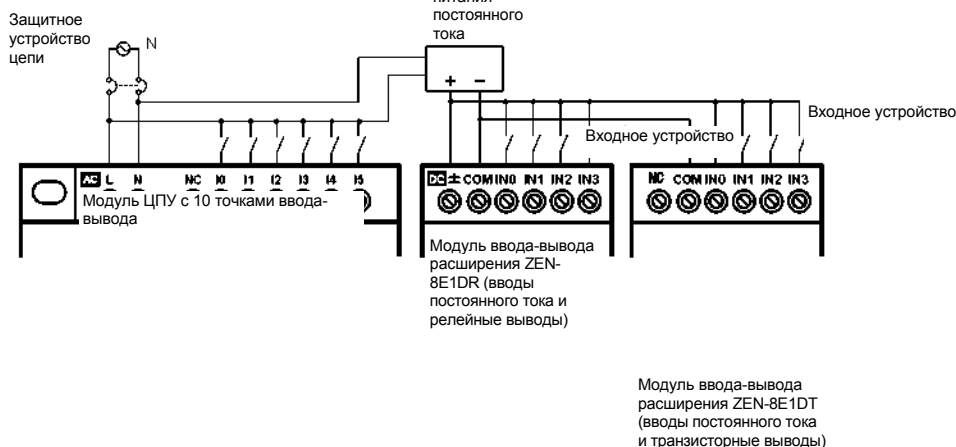 Защитное
устройство
цепи
N
питания
постоянного
тока
+ −
Входное устройство
Входное устройство
AC L N NC I0 I1 I2 I3 I4 I5
DC ± COM IN0 IN1 IN2 IN3
NC COM IN0 IN1 IN2 IN3
Модуль ЦПУ с 10 точками ввода-
вывода
Модуль ввода-вывода
расширения ZEN-
8E1DR (вводы
постоянного тока и
релейные выводы)
Модуль ввода-вывода
расширения ZEN-8E1DT
(вводы постоянного тока
и транзисторные выводы)